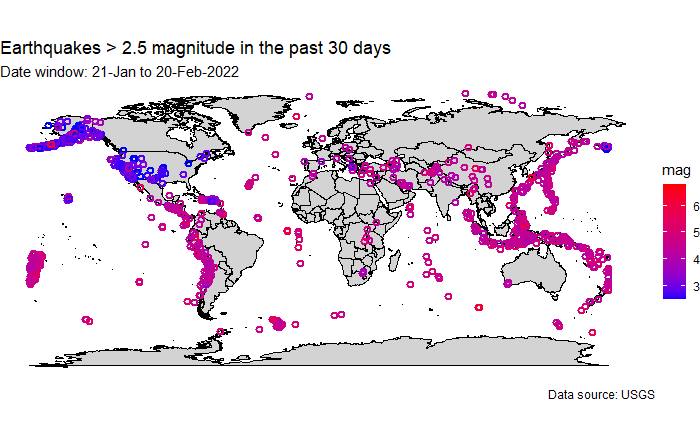 Earthquakes > 2.5 magnitude in the past 30 days
Date window: 21-Jan to 20-Feb-2022
mag
6
5
4
3
Data source: USGS